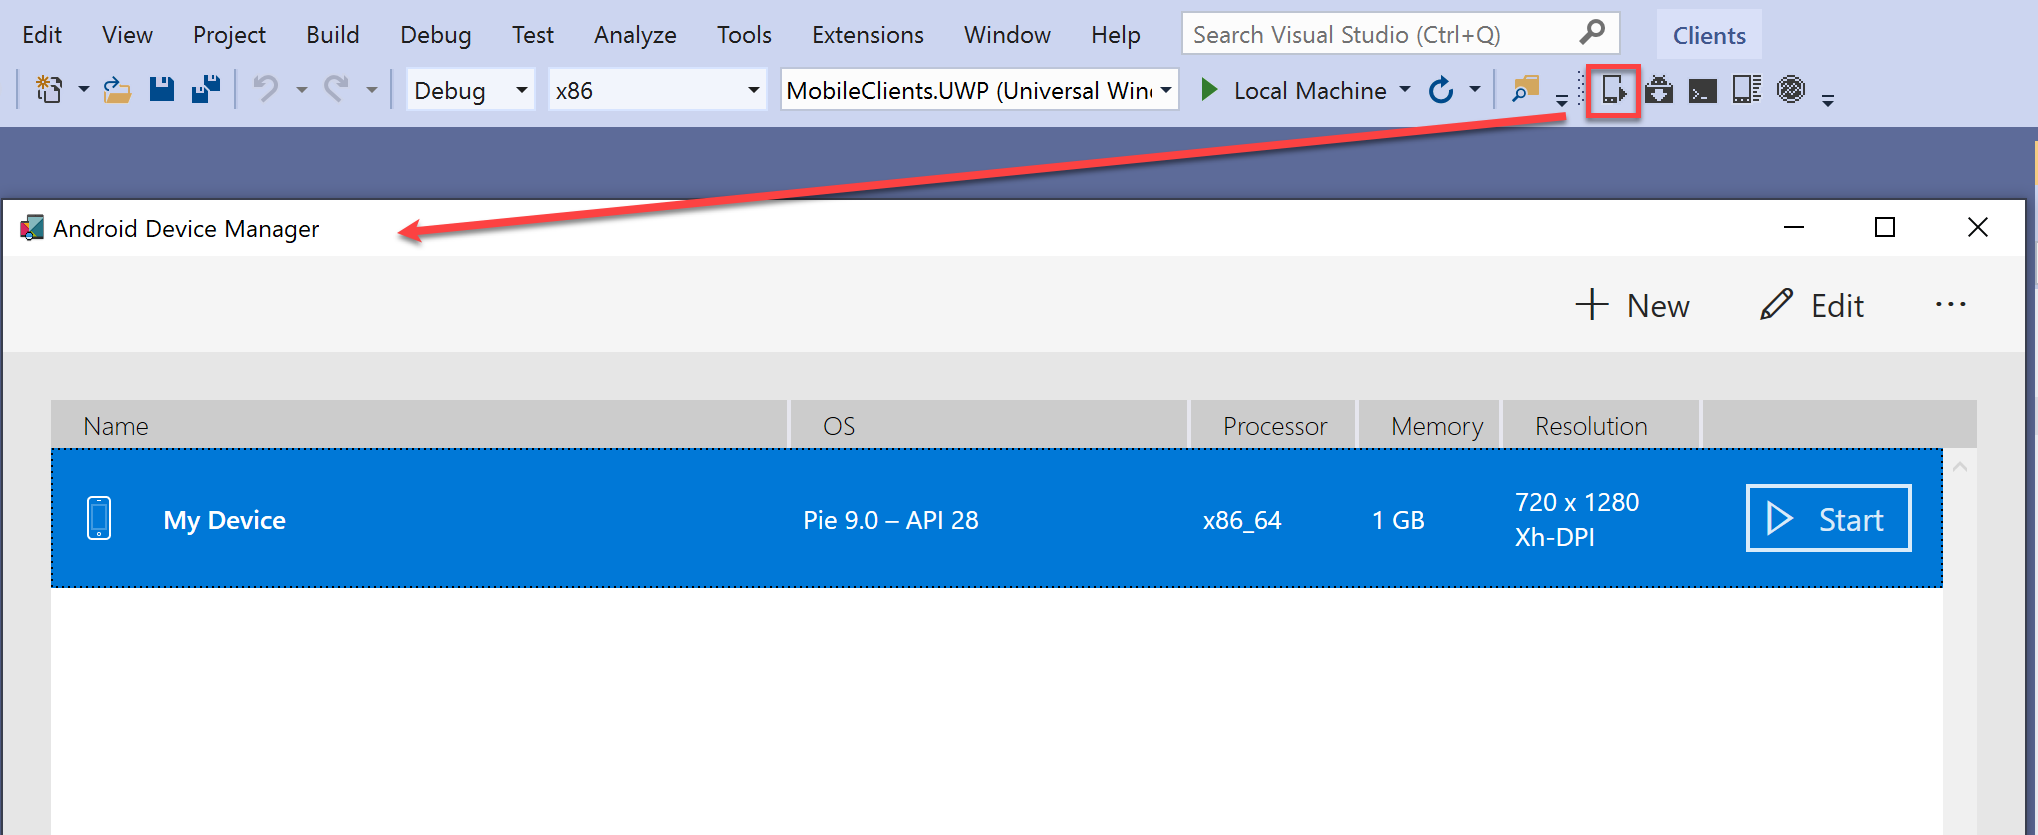 Edit View Project Build Debug Test Analyze Tools Extensions Window Help Search Visual Studio (Ctrl+Q) Clients
Debug x86 MobileClients.UWP (Universal Win Local Machine
Android Device Manager
New Edit ...
Name OS Processor Memory Resolution
My Device Pie 9.0 – API 28 x86_64 1 GB 720 x 1280 Start
Xh-DPI